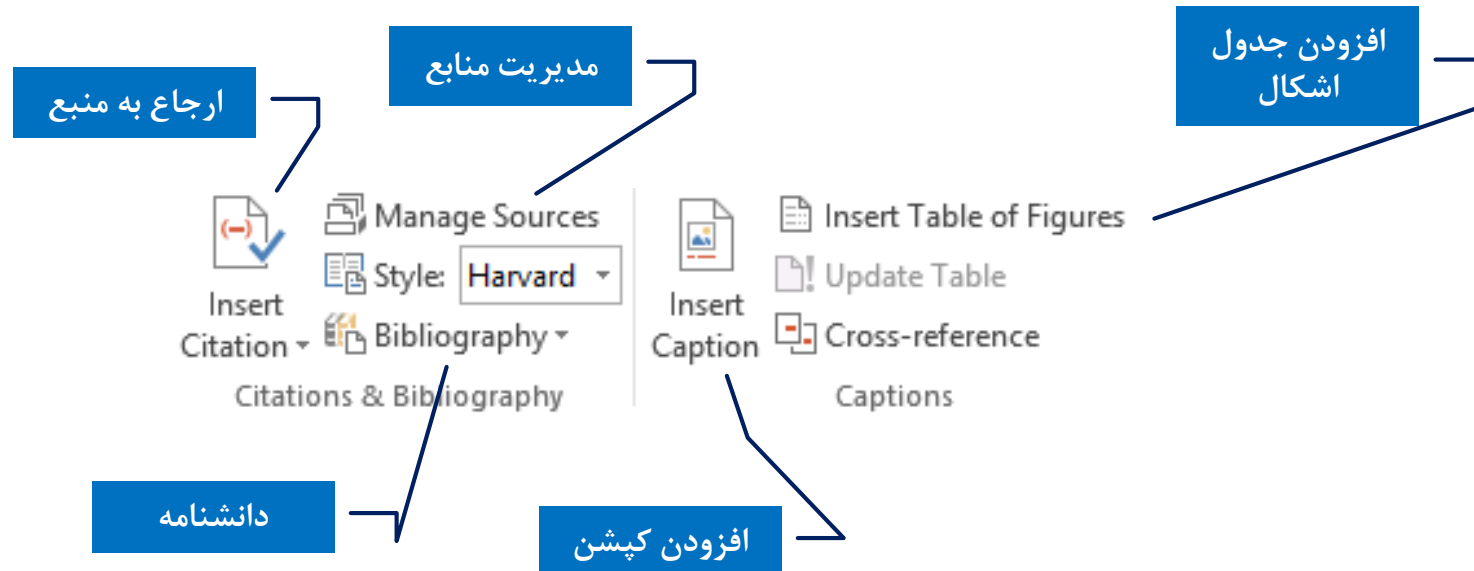 افزودن جدول
اشکال
مدیریت منابع
ارجاع به منبع
Manage Sources
Style: Harvard
Bibliography
Insert
Citation
Citations & Bibliography
Insert
Caption
Insert Table of Figures
Update Table
Cross-reference
Captions
دانشنامه
افزودن کپشن